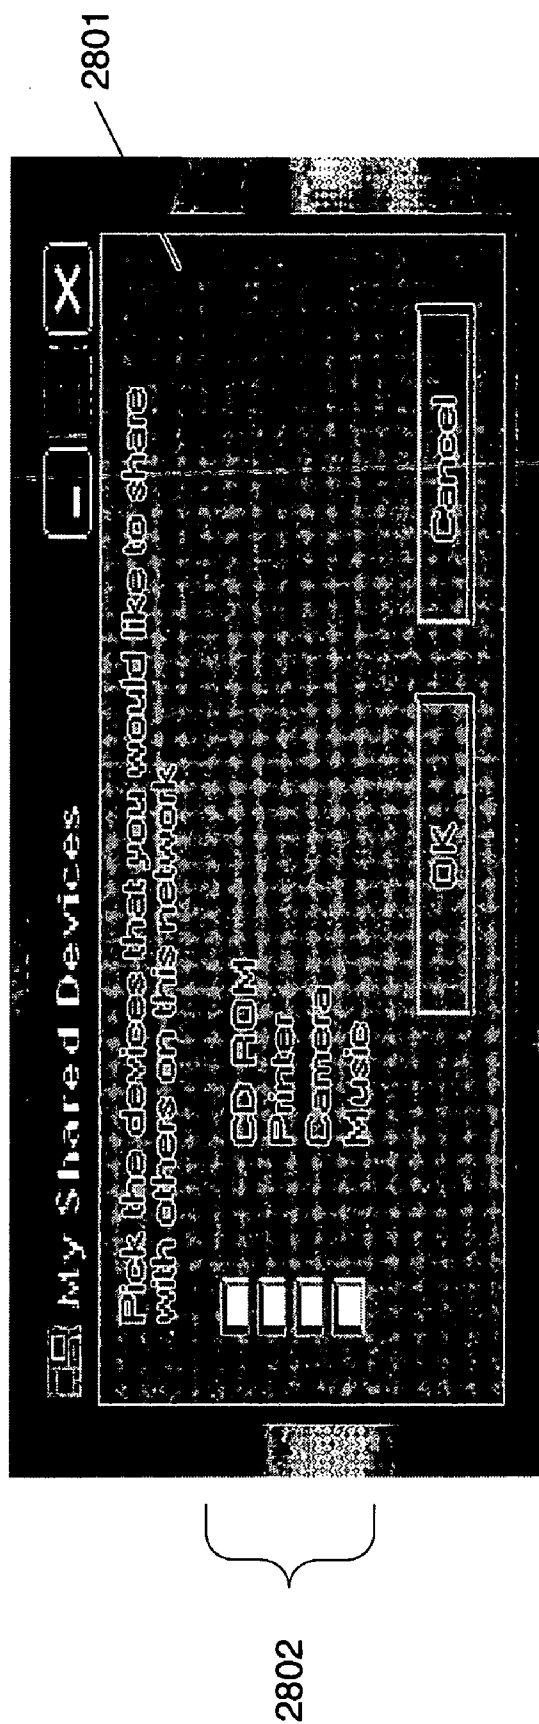 2801
My Shared Devices
Pick the devices that you would like to share
with others on this network
CD ROM
Printer
Camera
Music
OK
Cancel
2802